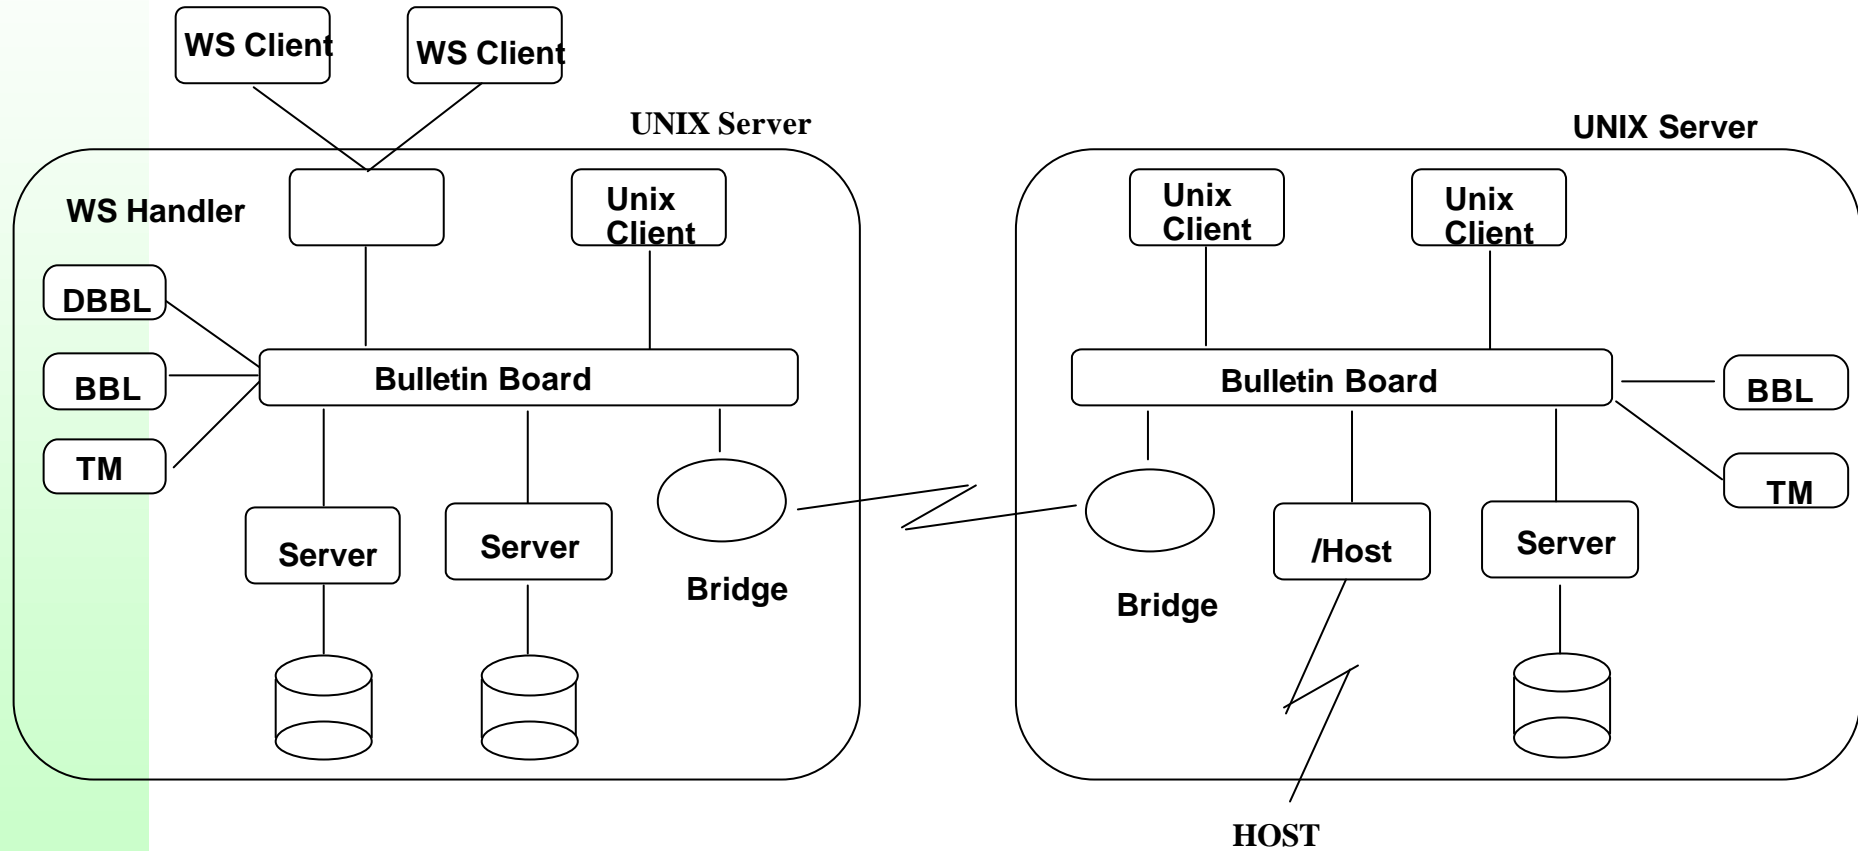 WS Client
WS Client
UNIX Server
UNIX Server
WS Handler
Unix
Client
Unix
Client
Unix
Client
DBBL
BBL
TM
Bulletin Board
Bulletin Board
BBL
TM
Server
Server
Bridge
Bridge
/Host
Server
HOST